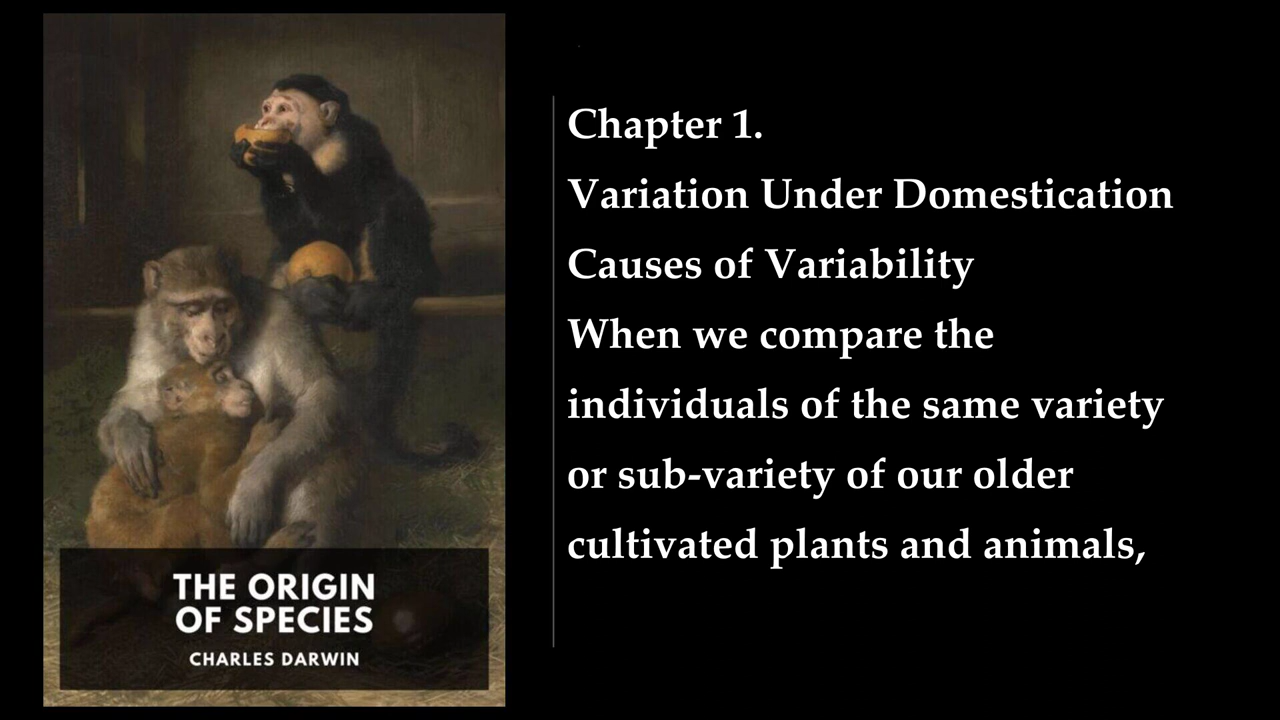 THE ORIGIN
OF SPECIES
CHARLES DARWIN
Chapter 1.
Variation Under Domestication
Causes of Variability
When we compare the
individuals of the same variety
or sub-variety of our older
cultivated plants and animals,